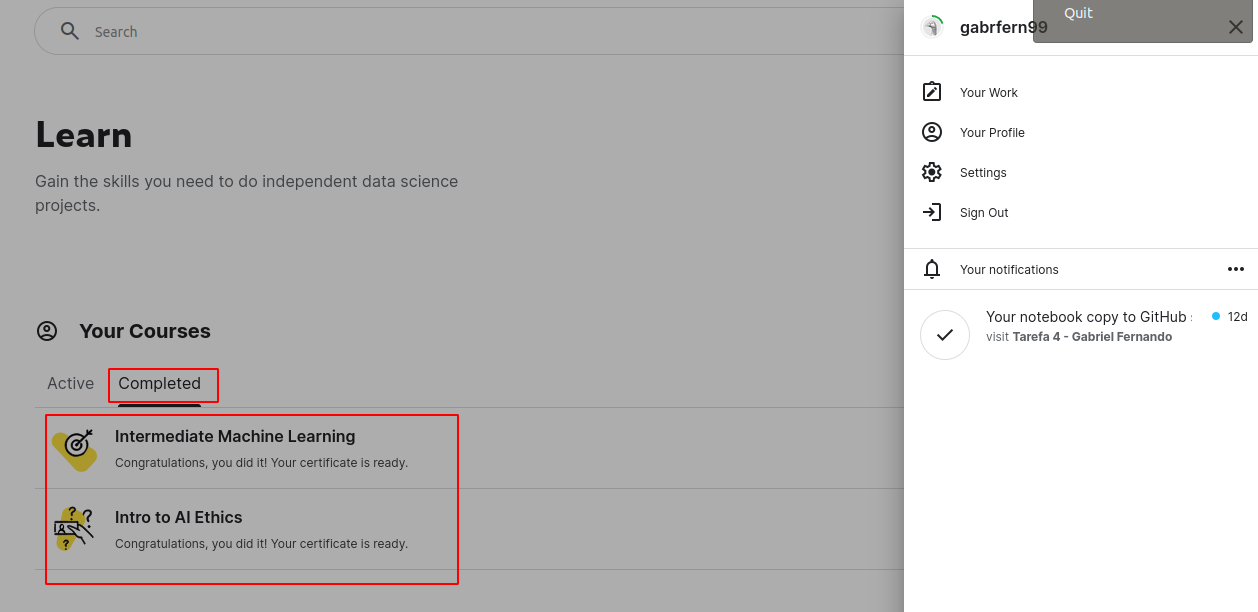 Search
Learn
Gain the skills you need to do independent data science
projects.
Your Courses
Active
Completed
Intermediate Machine Learning
Congratulations, you did it! Your certificate is ready.
Intro to AI Ethics
Congratulations, you did it! Your certificate is ready.
gabrfern99
Quit
Your Work
Your Profile
Settings
Sign Out
Your notifications
Your notebook copy to GitHub
12d
visit Tarefa 4 - Gabriel Fernando